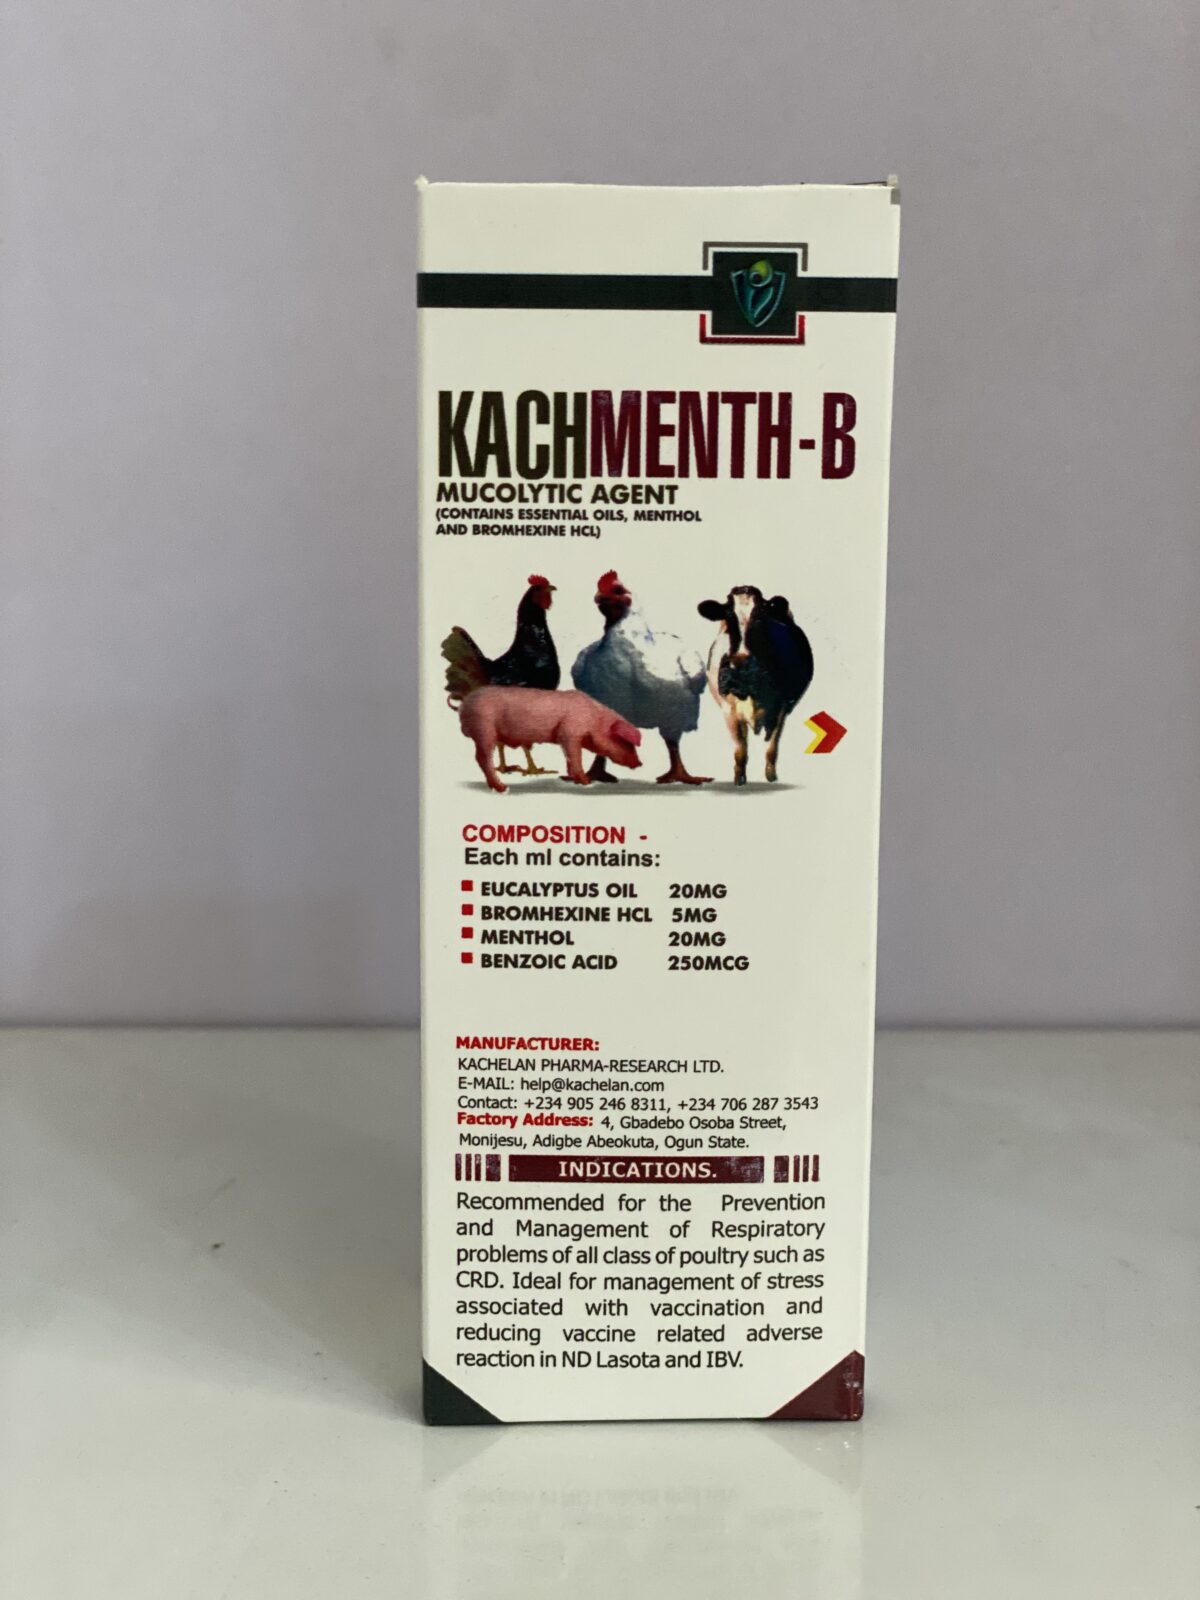 KACHMENTH-B
MUCOLYTIC AGENT
(CONTAINS ESSENTIAL OILS, MENTHOL
AND BROMHEXINE HCL)
COMPOSITION -
Each ml contains:
EUCALYPTUS OIL 20MG
BROMHEXINE HCL 5MG
MENTHOL 20MG
BENZOIC ACID 250MCG
MANUFACTURER:
KACHELAN PHARMA-RESEARCH LTD.
E-MAIL: help@kachelan.com
Contact: +234 905 246 8311, +234 706 287 3543
Factory Address: 4, Gbadebo Osoba Street,
Monijesu, Adigbe Abeokuta, Ogun State.
INDICATIONS.
Recommended for the Prevention
and Management of Respiratory
problems of all class of poultry such as
CRD. Ideal for management of stress
associated with vaccination and
reducing vaccine related adverse
reaction in ND Lasota and IBV.